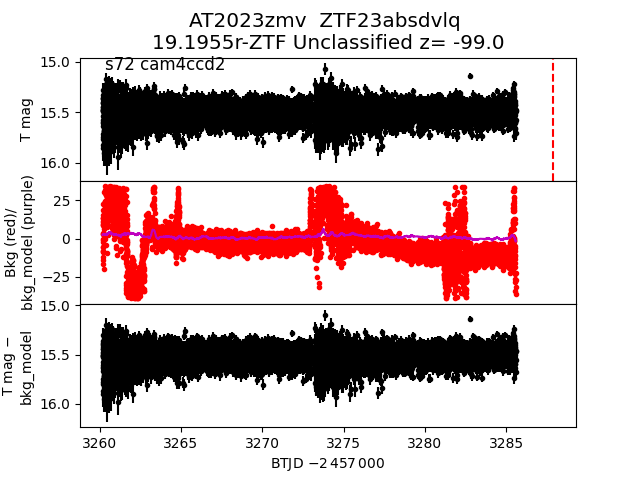 AT2023zmv ZTF23absdvlq
19.1955r-ZTF Unclassified z= -99.0
s72 cam4ccd2
15.0
15.5
16.0
T mag
25
0
−25
Bkg (red)/
bkg_model (purple)
15.0
15.5
16.0
T mag −
bkg_model
3260 3265 3270 3275 3280 3285
BTJD −2 457 000